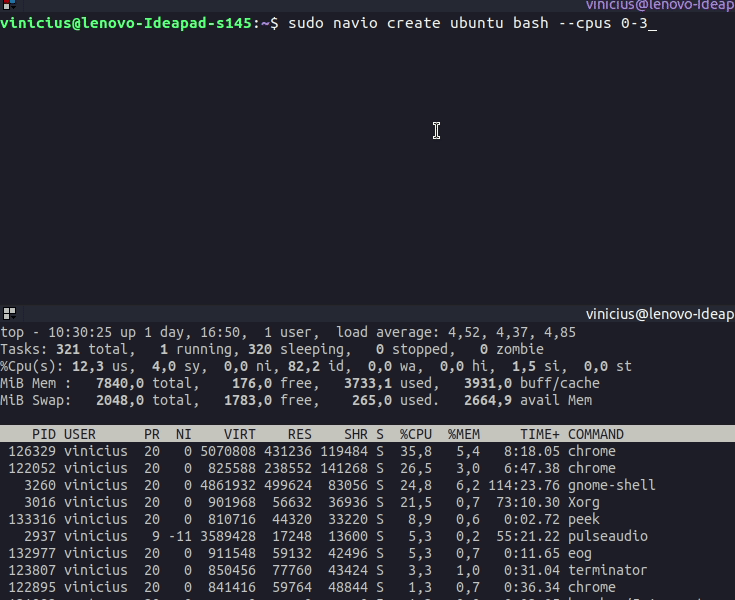 vinicius@lenovo-Ideap
vinicius@lenovo-Ideapad-s145:~$ sudo navio create ubuntu bash --cpus 0-3_
vinicius@lenovo-Ideap
top - 10:30:25 up 1 day, 16:50,  1 user,  load average: 4,52, 4,37, 4,85
Tasks: 321 total,   1 running, 320 sleeping,   0 stopped,   0 zombie
%Cpu(s): 12,3 us,  4,0 sy,  0,0 ni, 82,2 id,  0,0 wa,  0,0 hi,  1,5 si,  0,0 st
MiB Mem :   7840,0 total,    176,0 free,   3733,1 used,   3931,0 buff/cache
MiB Swap:   2048,0 total,   1783,0 free,    265,0 used.   2664,9 avail Mem
PID USER      PR  NI    VIRT    RES    SHR S  %CPU  %MEM     TIME+ COMMAND
126329 vinicius  20   0 5070808 431236 119484 S  35,8   5,4   8:18.05 chrome
122052 vinicius  20   0  825588 238552 141268 S  26,5   3,0   6:47.38 chrome
3260 vinicius  20   0 4861932 499624  83056 S  24,8   6,2 114:23.76 gnome-shell
3016 vinicius  20   0  901968  56632  36936 S  21,5   0,7  73:10.30 Xorg
133316 vinicius  20   0  810716  44320  33220 S   8,9   0,6   0:02.72 peek
2937 vinicius   9 -11 3589428  17248  13600 S   5,3   0,2  55:21.22 pulseaudio
132977 vinicius  20   0  911548  59132  42496 S   5,3   0,7   0:11.65 eog
123807 vinicius  20   0  850456  77760  43424 S   3,3   1,0   0:31.04 terminator
122895 vinicius  20   0  841416  59764  48844 S   1,3   0,7   0:36.34 chrome